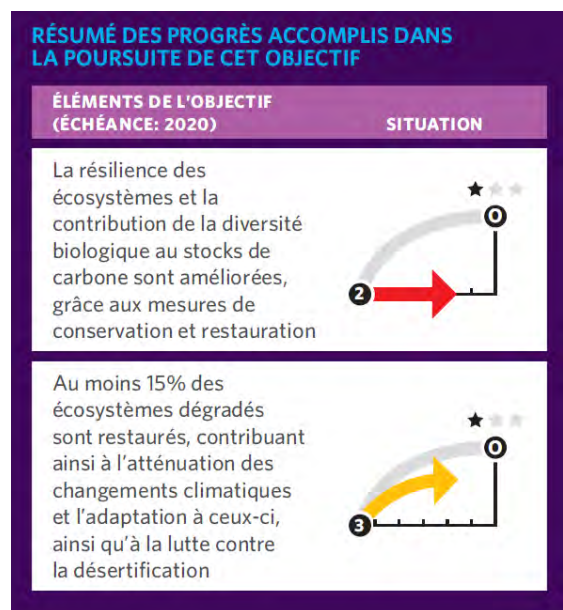 RÉSUMÉ DES PROGRÈS ACCOMPLIS DANS
LA POURSUITE DE CET OBJECTIF
ÉLÉMENTS DE L'OBJECTIF
(ÉCHÉANCE: 2020)
SITUATION
La résilience des
écosystèmes et la
contribution de la diversité
biologique au stocks de
carbone sont améliorées,
grâce aux mesures de
conservation et restauration
0
2
Au moins 15% des
écosystèmes dégradés
sont restaurés, contribuant
ainsi à l'atténuation des
changements climatiques
et l'adaptation à ceux-ci,
ainsi qu'à la lutte contre
la désertification
0
3